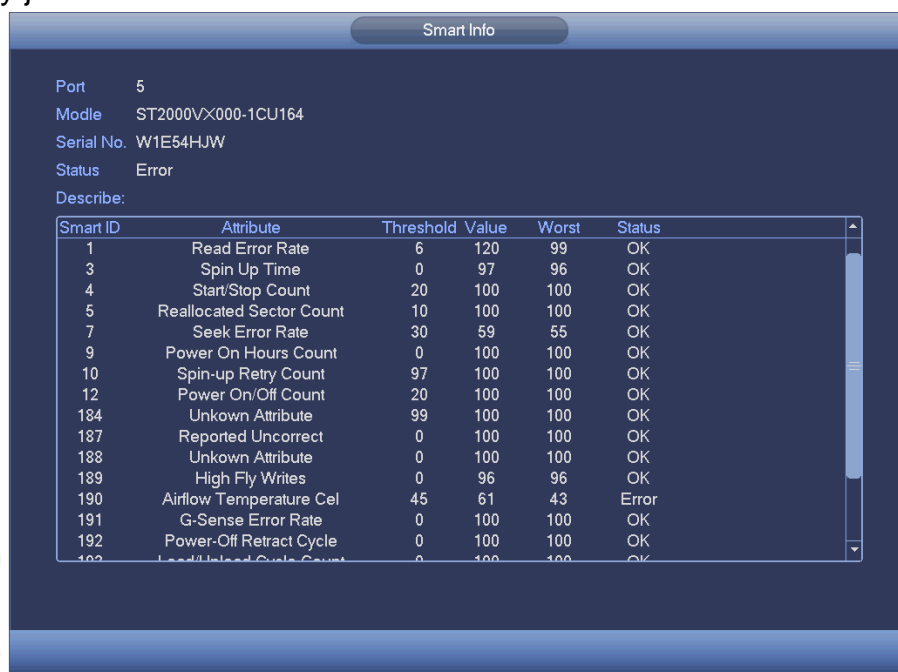 Smart Info
Port 5
Modle ST2000VX000-1CU164
Serial No. W1E54HJW
Status Error
Describe:
Smart ID Attribute Threshold Value Worst Status
1 Read Error Rate 6 120 99 OK
3 Spin Up Time 0 97 96 OK
4 Start/Stop Count 20 100 100 OK
5 Reallocated Sector Count 10 100 100 OK
7 Seek Error Rate 30 59 55 OK
9 Power On Hours Count 0 100 100 OK
10 Spin-up Retry Count 97 100 100 OK
12 Power On/Off Count 20 100 100 OK
184 Unkown Attribute 99 100 100 OK
187 Reported Uncorrect 0 100 100 OK
188 Unkown Attribute 0 100 100 OK
189 High Fly Writes 0 96 96 OK
190 Airflow Temperature Cel 45 61 43 Error
191 G-Sense Error Rate 0 100 100 OK
192 Power-Off Retract Cycle 0 100 100 OK